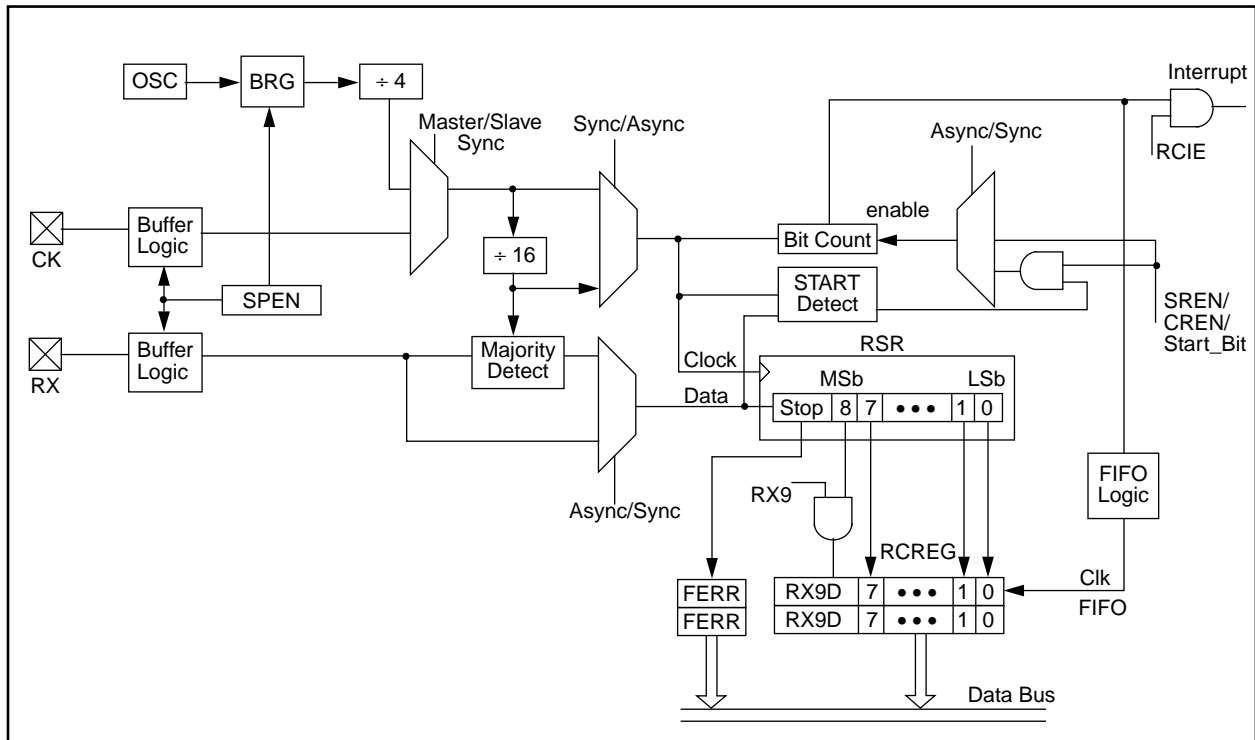 OSC
BRG
÷ 4
Interrupt
Master/Slave
Sync
Sync/Async
Async/Sync
RCIE
Buffer
Logic
CK
enable
Bit Count
÷ 16
SPEN
START
Detect
SREN/
CREN/
Start_Bit
Buffer
Logic
RX
Majority
Detect
RSR
Clock
MSb
LSb
Data
Stop 8 7 ••• 1 0
Async/Sync
RX9
FIFO
Logic
RCREG
Clk
FIFO
FERR
RX9D 7 ••• 1 0
FERR
RX9D 7 ••• 1 0
Data Bus